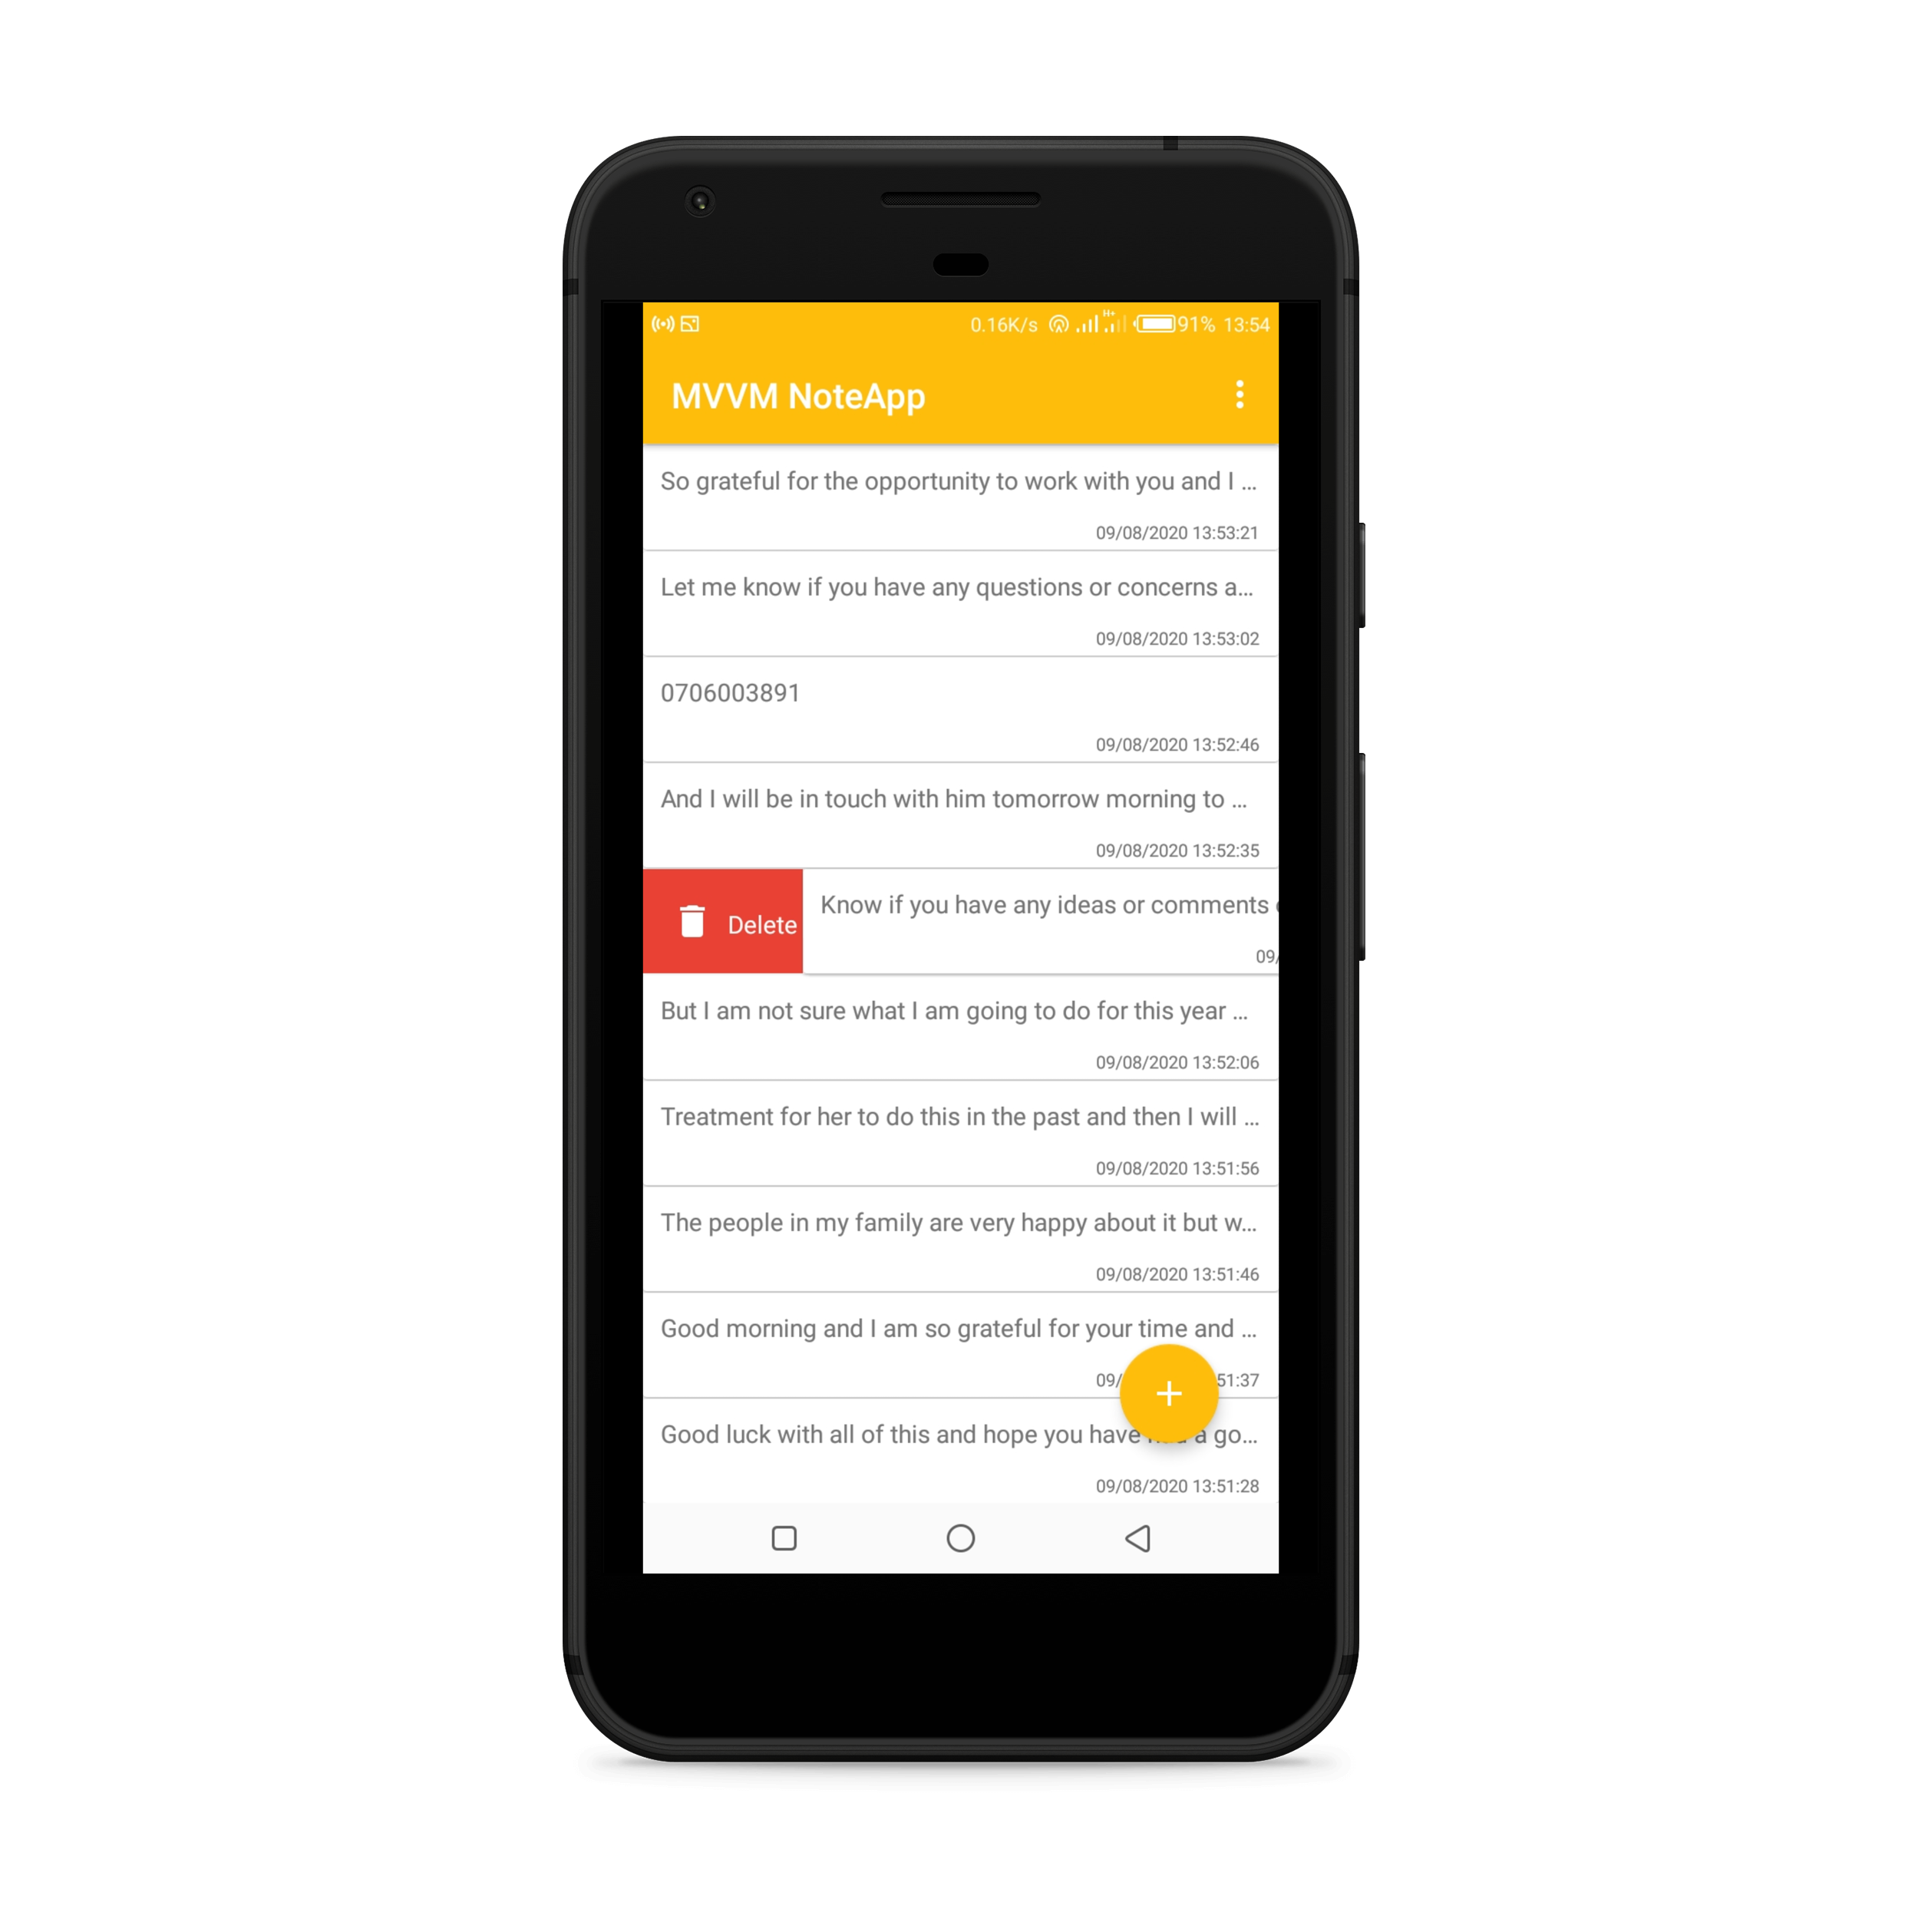 0.16K/s H+ 91% 13:54
MVVM NoteApp
So grateful for the opportunity to work with you and I ...
09/08/2020 13:53:21
Let me know if you have any questions or concerns a...
09/08/2020 13:53:02
0706003891
09/08/2020 13:52:46
And I will be in touch with him tomorrow morning to ...
09/08/2020 13:52:35
Delete
Know if you have any ideas or comments
09/
But I am not sure what I am going to do for this year ...
09/08/2020 13:52:06
Treatment for her to do this in the past and then I will ...
09/08/2020 13:51:56
The people in my family are very happy about it but w...
09/08/2020 13:51:46
Good morning and I am so grateful for your time and ...
09/ 51:37
Good luck with all of this and hope you have a go...
09/08/2020 13:51:28